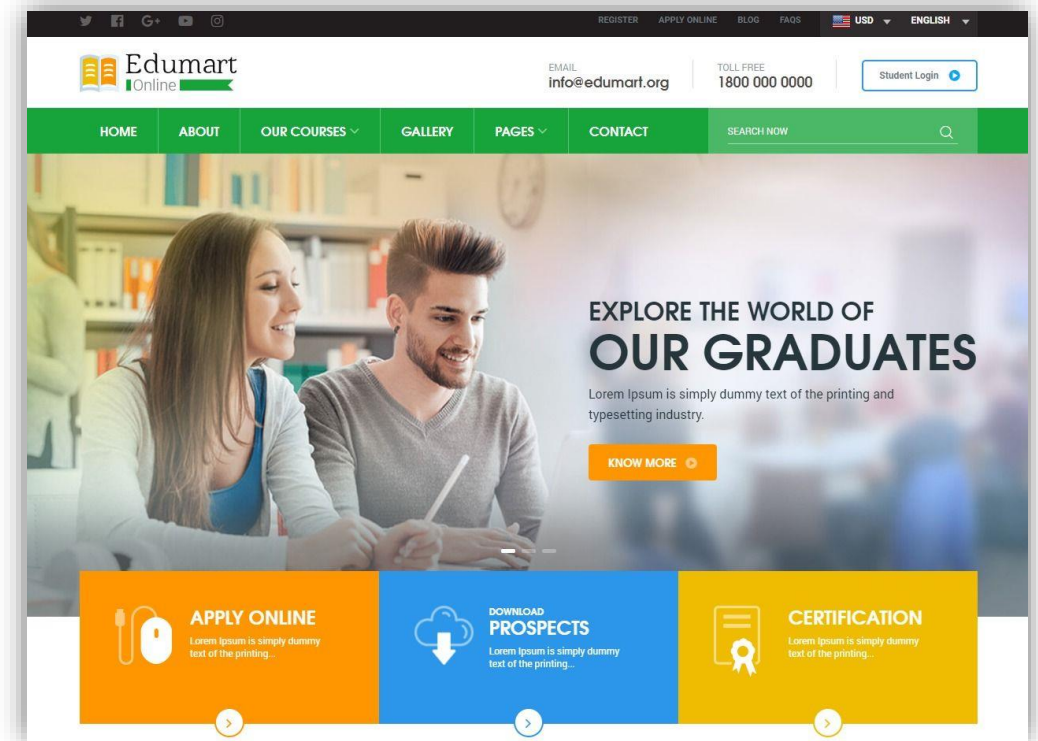 REGISTER APPLY ONLINE BLOG FAQS USD ENGLISH
Edumart
Online
EMAIL
info@edumart.org
TOLL FREE
1800 000 0000
Student Login
HOME ABOUT OUR COURSES GALLERY PAGES CONTACT SEARCH NOW
EXPLORE THE WORLD OF
OUR GRADUATES
Lorem Ipsum is simply dummy text of the printing and
typesetting industry.
KNOW MORE
APPLY ONLINE
Lorem Ipsum is simply dummy
text of the printing...
DOWNLOAD
PROSPECTS
Lorem Ipsum is simply dummy
text of the printing...
CERTIFICATION
Lorem Ipsum is simply dummy
text of the printing...